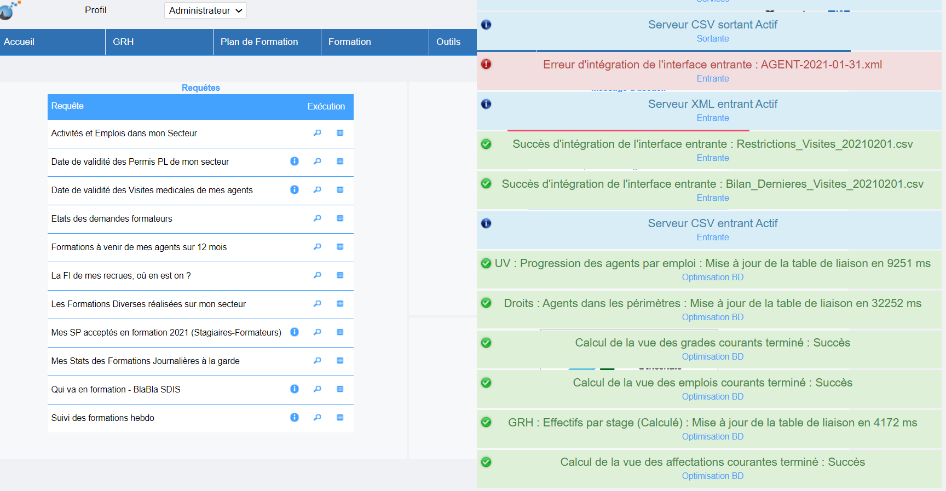 Profil
Administrateur
Accueil
GRH
Plan de Formation
Formation
Outils
Requêtes
Requête
Exécution
Activités et Emplois dans mon Secteur
Date de validité des Permis PL de mon secteur
Date de validité des Visites médicales de mes agents
Etats des demandes formateurs
Formations à venir de mes agents sur 12 mois
La FI de mes recrues, où en est on ?
Les Formations Diverses réalisées sur mon secteur
Mes SP acceptés en formation 2021 (Stagiaires-Formateurs)
Mes Stats des Formations Journalières à la garde
Qui va en formation - BlaBla SDIS
Suivi des formations hebdo
Serveur CSV sortant Actif
Sortante
Erreur d'intégration de l'interface entrante : AGENT-2021-01-31.xml
Entrante
Serveur XML entrant Actif
Entrante
Succès d'intégration de l'interface entrante : Restrictions_Visites_20210201.csv
Entrante
Succès d'intégration de l'interface entrante : Bilan_Dernieres_Visites_20210201.csv
Entrante
Serveur CSV entrant Actif
Entrante
UV : Progression des agents par emploi : Mise à jour de la table de liaison en 9251 ms
Optimisation BD
Droits : Agents dans les périmètres : Mise à jour de la table de liaison en 32252 ms
Optimisation BD
Calcul de la vue des grades courants terminé : Succès
Optimisation BD
Calcul de la vue des emplois courants terminé : Succès
Optimisation BD
GRH : Effectifs par stage (Calculé) : Mise à jour de la table de liaison en 4172 ms
Optimisation BD
Calcul de la vue des affectations courantes terminé : Succès
Optimisation BD